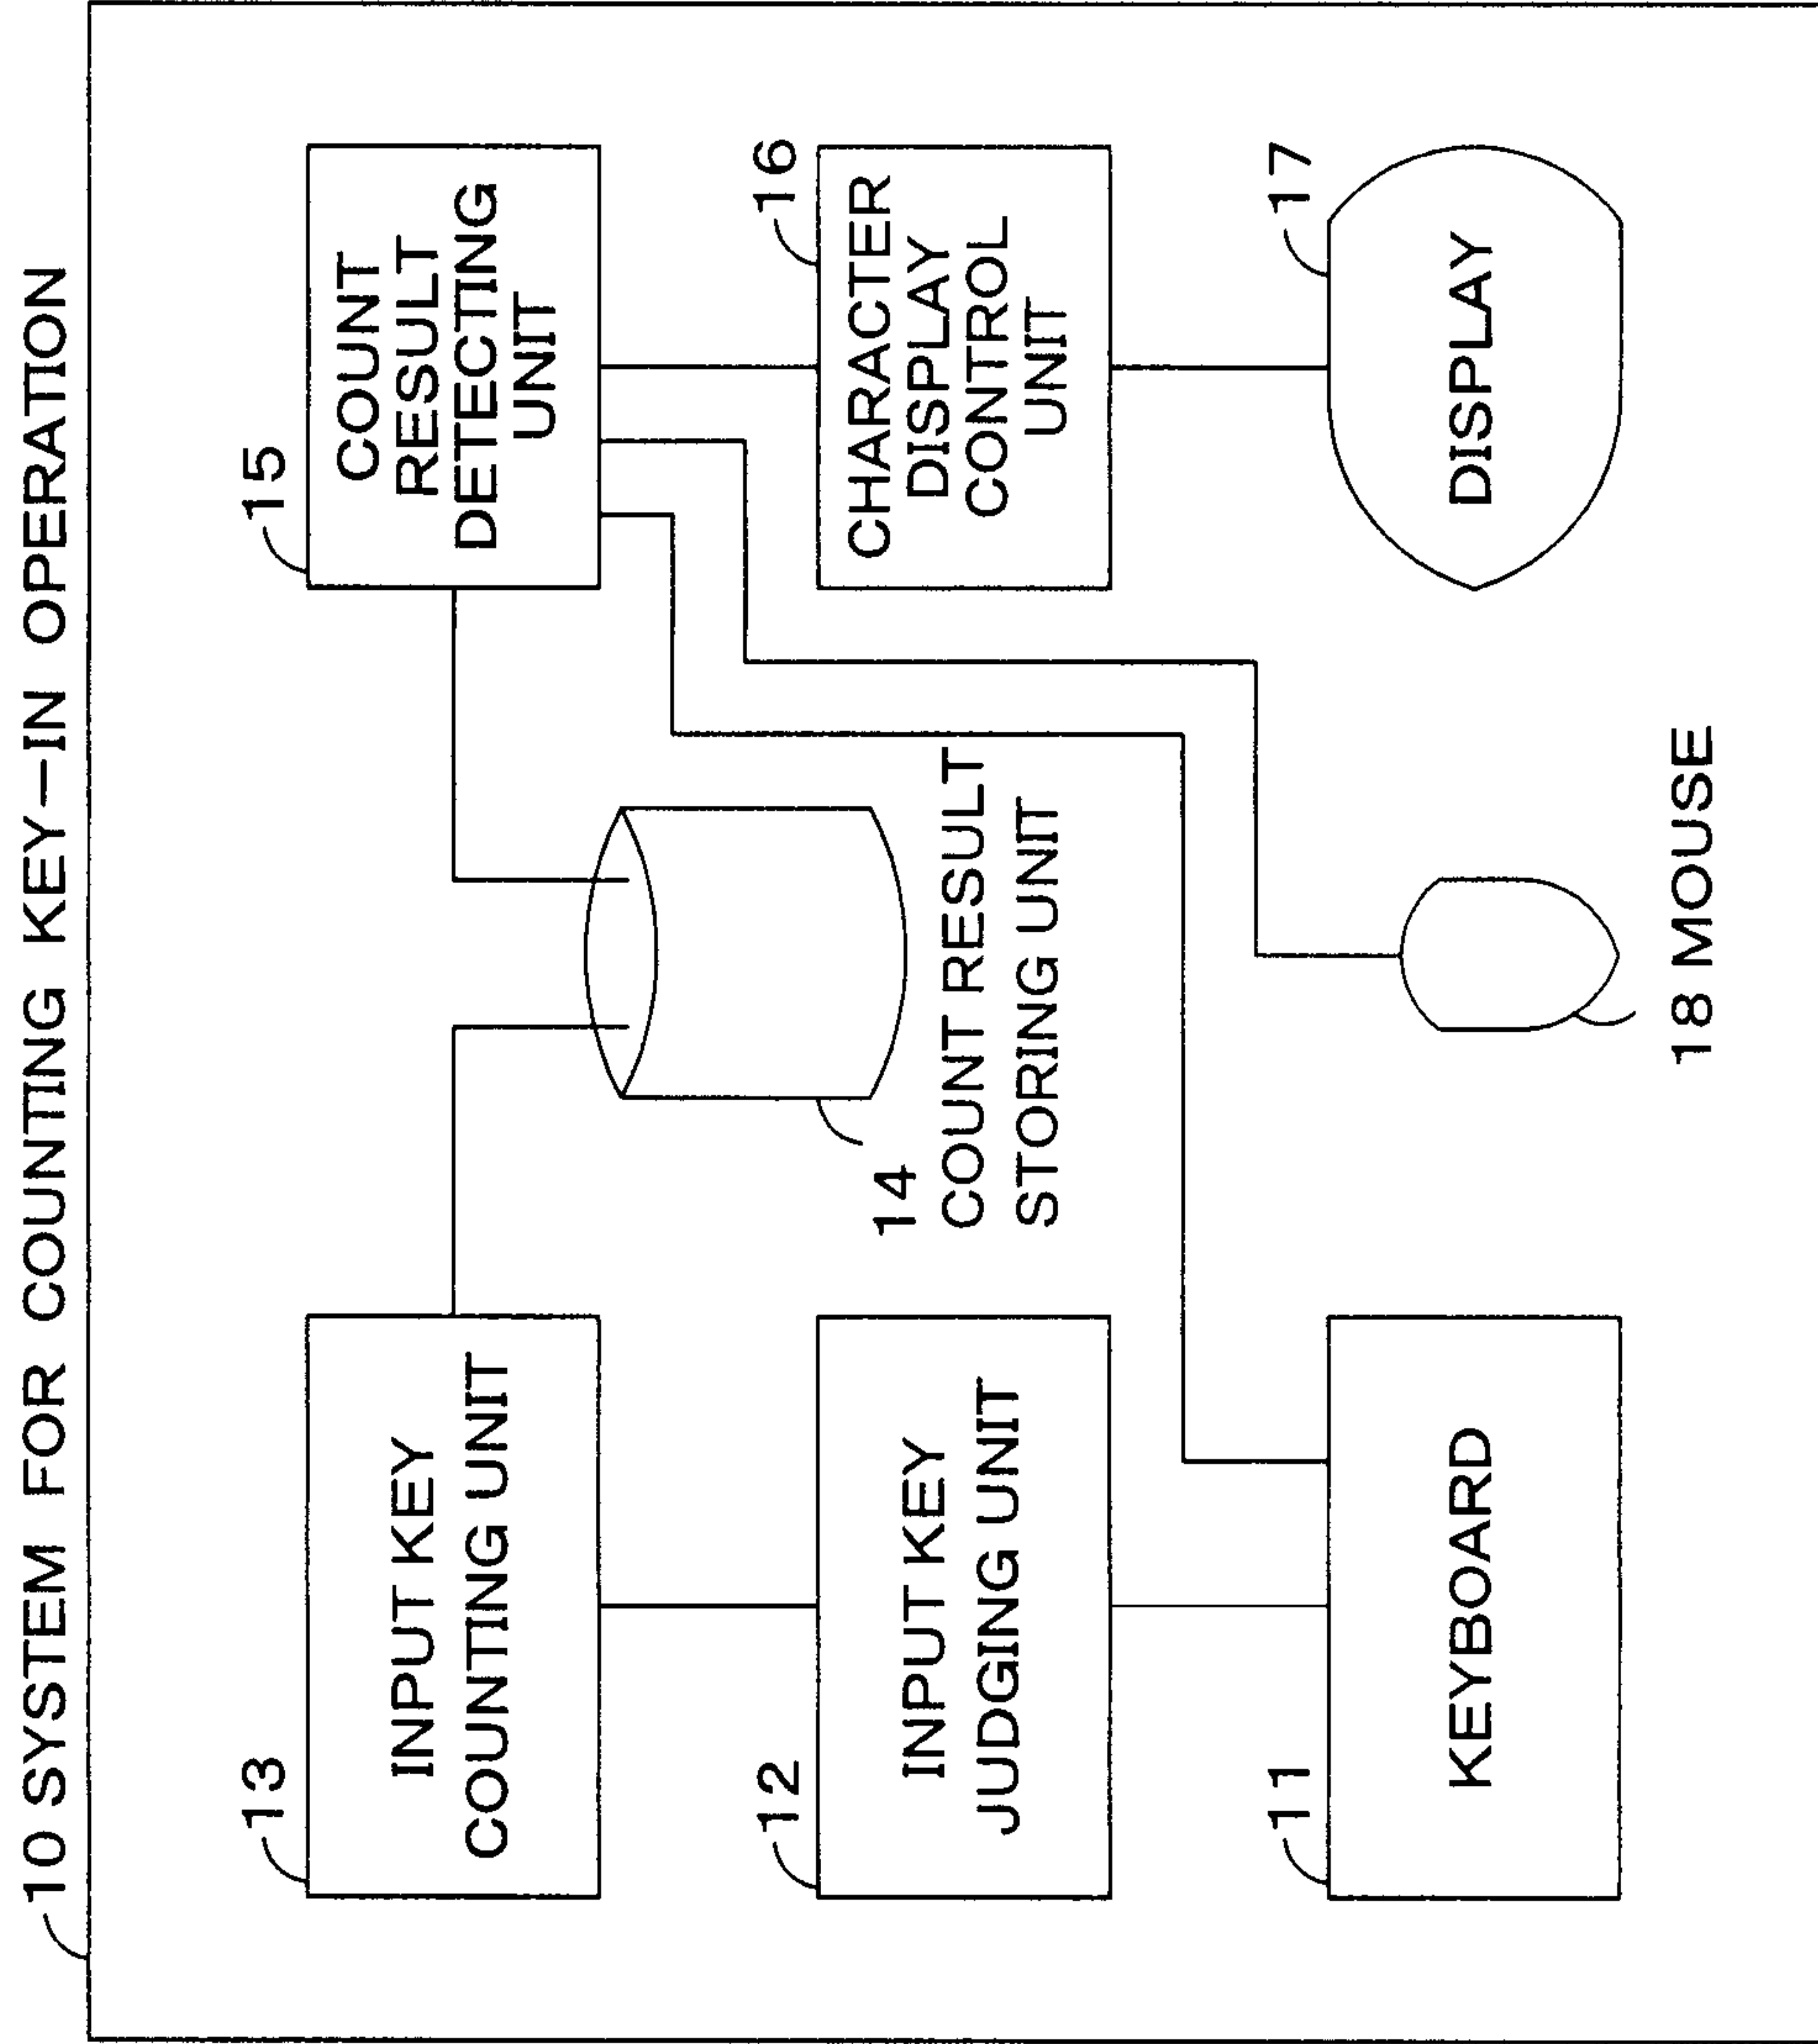 10 SYSTEM FOR COUNTING KEY-IN OPERATION
13
INPUT KEY
COUNTING UNIT
15
COUNT
RESULT
DETECTING
UNIT
12
INPUT KEY
JUDGING UNIT
14
COUNT RESULT
STORING UNIT
16
CHARACTER
DISPLAY
CONTROL
UNIT
11
KEYBOARD
18 MOUSE
17
DISPLAY